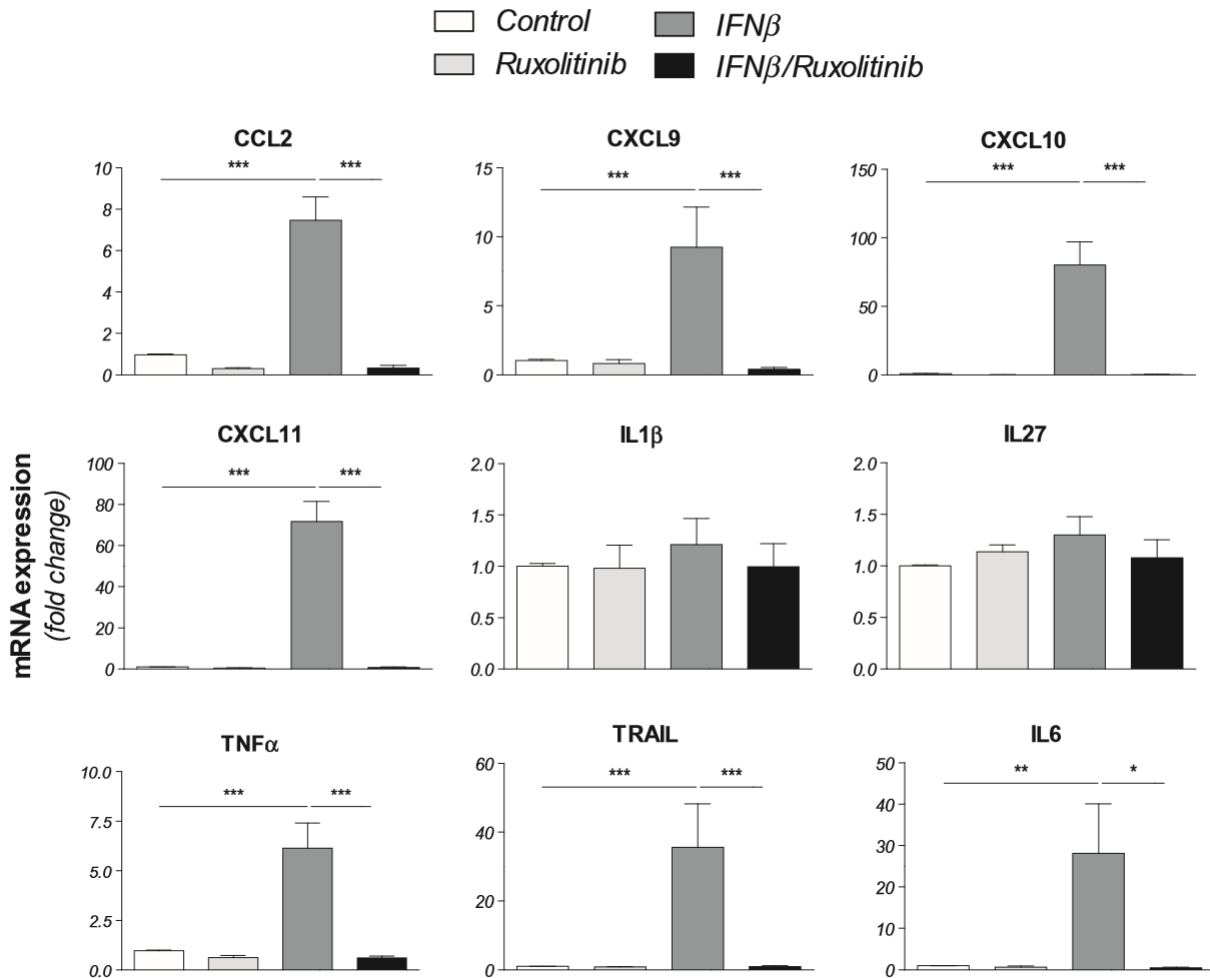 Control IFNβ
Ruxolitinib IFNβ/Ruxolitinib
CCL2 CXCL9 CXCL10
*** *** *** *** *** ***
10 8 6 4 2 0
15 10 5 0
150 100 50 0
CXCL11 IL1β IL27
*** ***
100 80 60 40 20 0
2.0 1.5 1.0 0.5 0.0
2.0 1.5 1.0 0.5 0.0
mRNA expression
(fold change)
TNFα TRAIL IL6
*** *** *** *** ** *
10.0 7.5 5.0 2.5 0.0
60 40 20 0
50 40 30 20 10 0